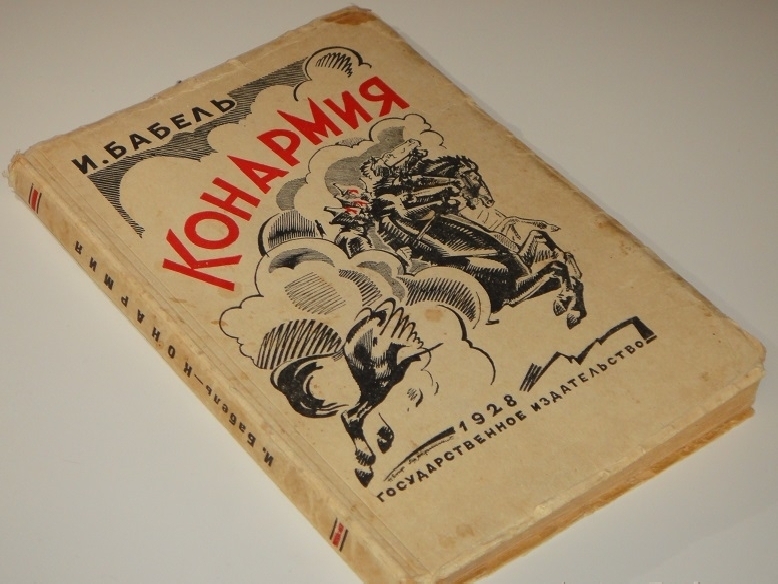 И. БАБЕЛЬ
КОНАРМИЯ
1928
ГОСУДАРСТВЕННОЕ ИЗДАТЕЛЬСТВО
И. Бабель—КОНАРМИЯ